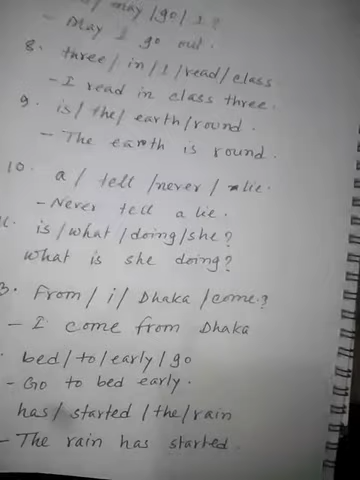 may / go / I ?
- May I go out.
8. three / in / I / read / class
- I read in class three.
9. is / the / earth / round.
- The earth is round.
10. a / tell / never / lie.
- Never tell a lie.
is / what / doing / she?
What is she doing?
3. From / i / Dhaka / come?
- I come from Dhaka
bed / to / early / go
- Go to bed early.
has / started / the / rain
- The rain has started.